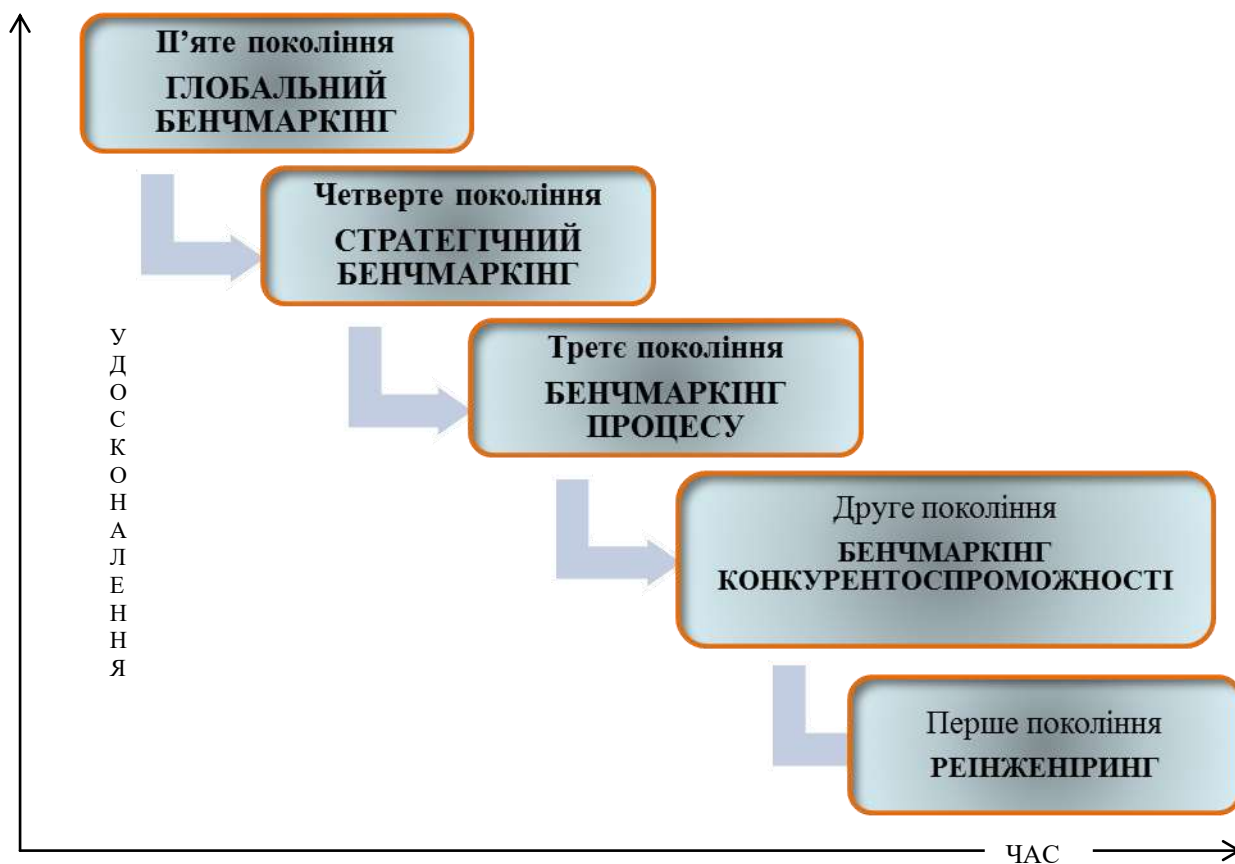 П’яте покоління
ГЛОБАЛЬНИЙ
БЕНЧМАРКІНГ
Четверте покоління
СТРАТЕГІЧНИЙ
БЕНЧМАРКІНГ
УДОСКОНАЛЕННЯ
Третє покоління
БЕНЧМАРКІНГ
ПРОЦЕСУ
Друге покоління
БЕНЧМАРКІНГ
КОНКУРЕНТОСПРОМОЖНОСТІ
Перше покоління
РЕІНЖЕНІРИНГ
ЧАС